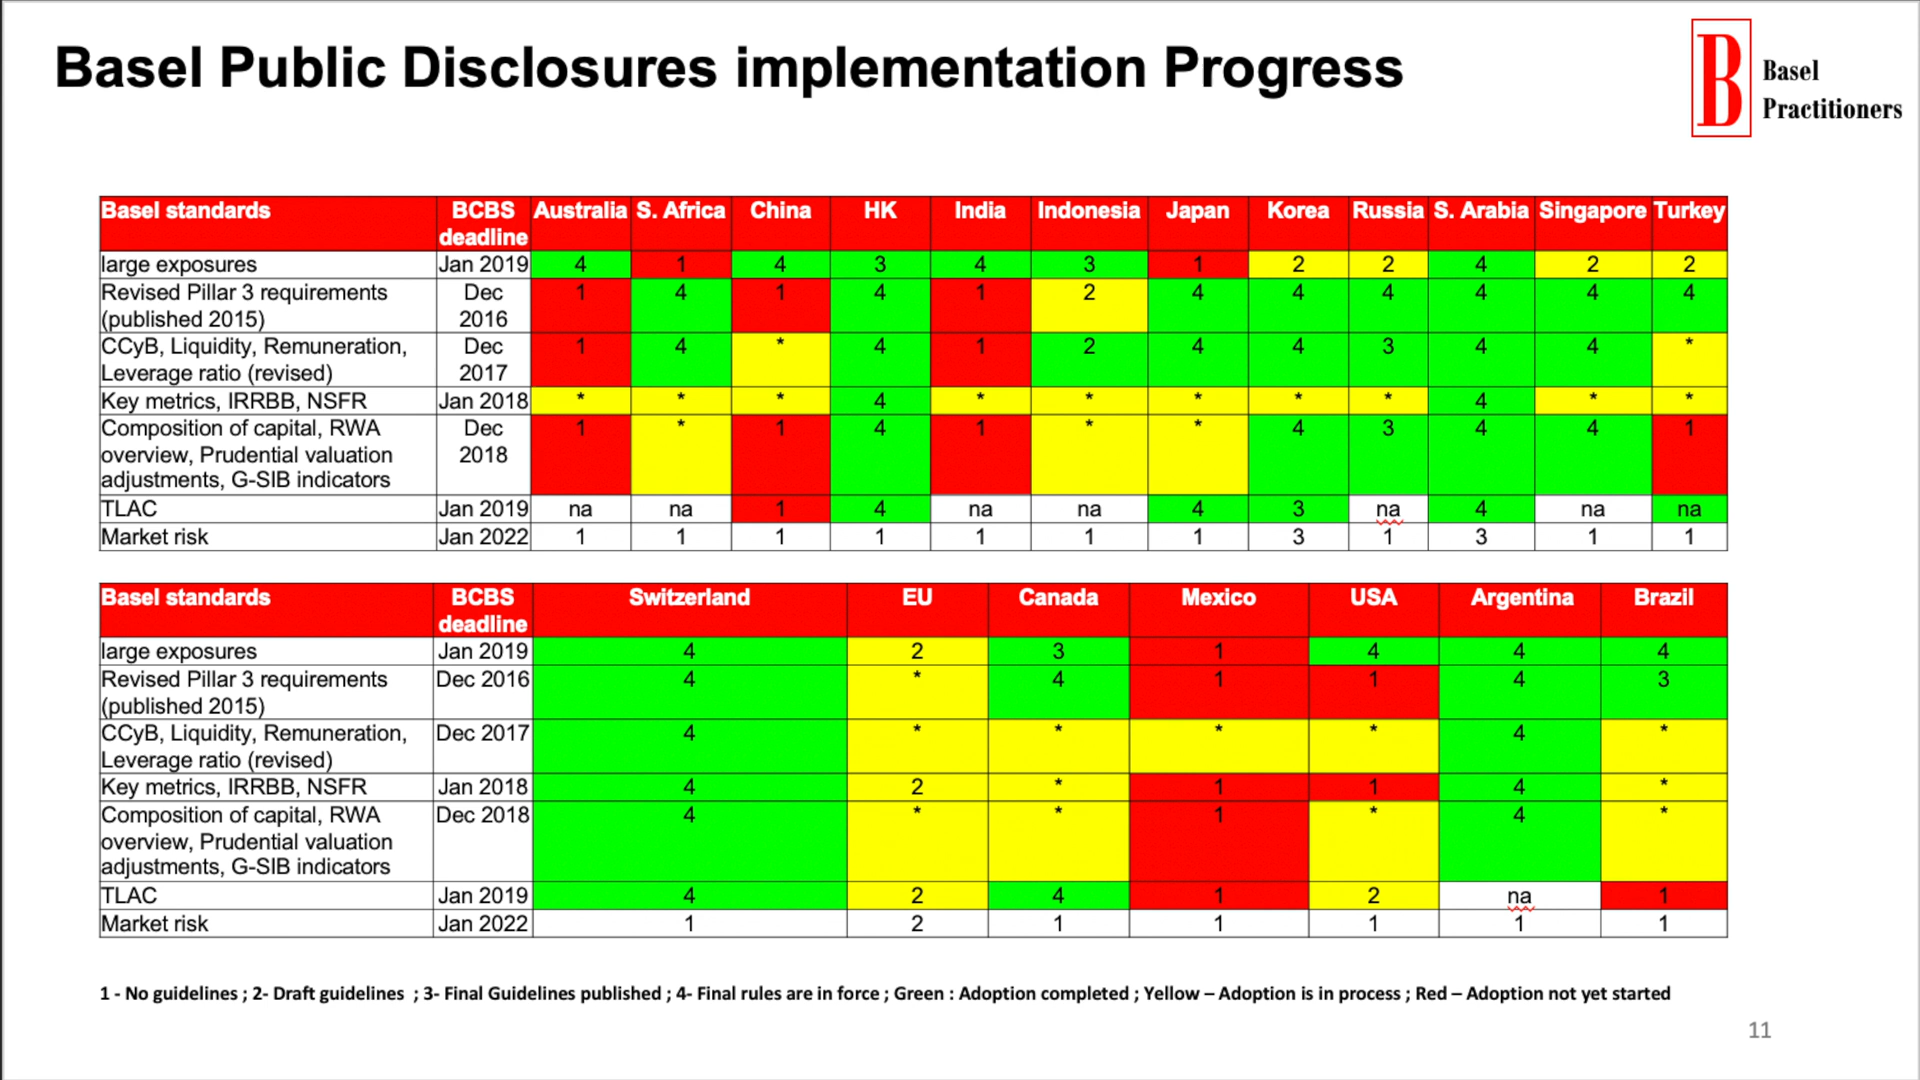 Basel Public Disclosures implementation Progress
B Basel
Practitioners
Basel standards BCBS deadline Australia S. Africa China HK India Indonesia Japan Korea Russia S. Arabia Singapore Turkey
large exposures Jan 2019 4 1 4 3 4 3 1 2 2 4 2 2
Revised Pillar 3 requirements (published 2015) Dec 2016 1 4 1 4 1 2 4 4 4 4 4 4
CCyB, Liquidity, Remuneration, Leverage ratio (revised) Dec 2017 1 4 * 4 1 2 4 4 3 4 4 *
Key metrics, IRRBB, NSFR Jan 2018 * * * 4 * * * * * 4 * *
Composition of capital, RWA overview, Prudential valuation adjustments, G-SIB indicators Dec 2018 1 * 1 4 1 * * 4 3 4 4 1
TLAC Jan 2019 na na 1 4 na na 4 3 na 4 na na
Market risk Jan 2022 1 1 1 1 1 1 1 3 1 3 1 1
Basel standards BCBS deadline Switzerland EU Canada Mexico USA Argentina Brazil
large exposures Jan 2019 4 2 3 1 4 4 4
Revised Pillar 3 requirements (published 2015) Dec 2016 4 * 4 1 1 4 3
CCyB, Liquidity, Remuneration, Leverage ratio (revised) Dec 2017 4 * * * * 4 *
Key metrics, IRRBB, NSFR Jan 2018 4 2 * 1 1 4 *
Composition of capital, RWA overview, Prudential valuation adjustments, G-SIB indicators Dec 2018 4 * * 1 * 4 *
TLAC Jan 2019 4 2 4 1 2 na 1
Market risk Jan 2022 1 2 1 1 1 1 1
1 - No guidelines ; 2- Draft guidelines ; 3- Final Guidelines published ; 4- Final rules are in force ; Green : Adoption completed ; Yellow – Adoption is in process ; Red – Adoption not yet started
11